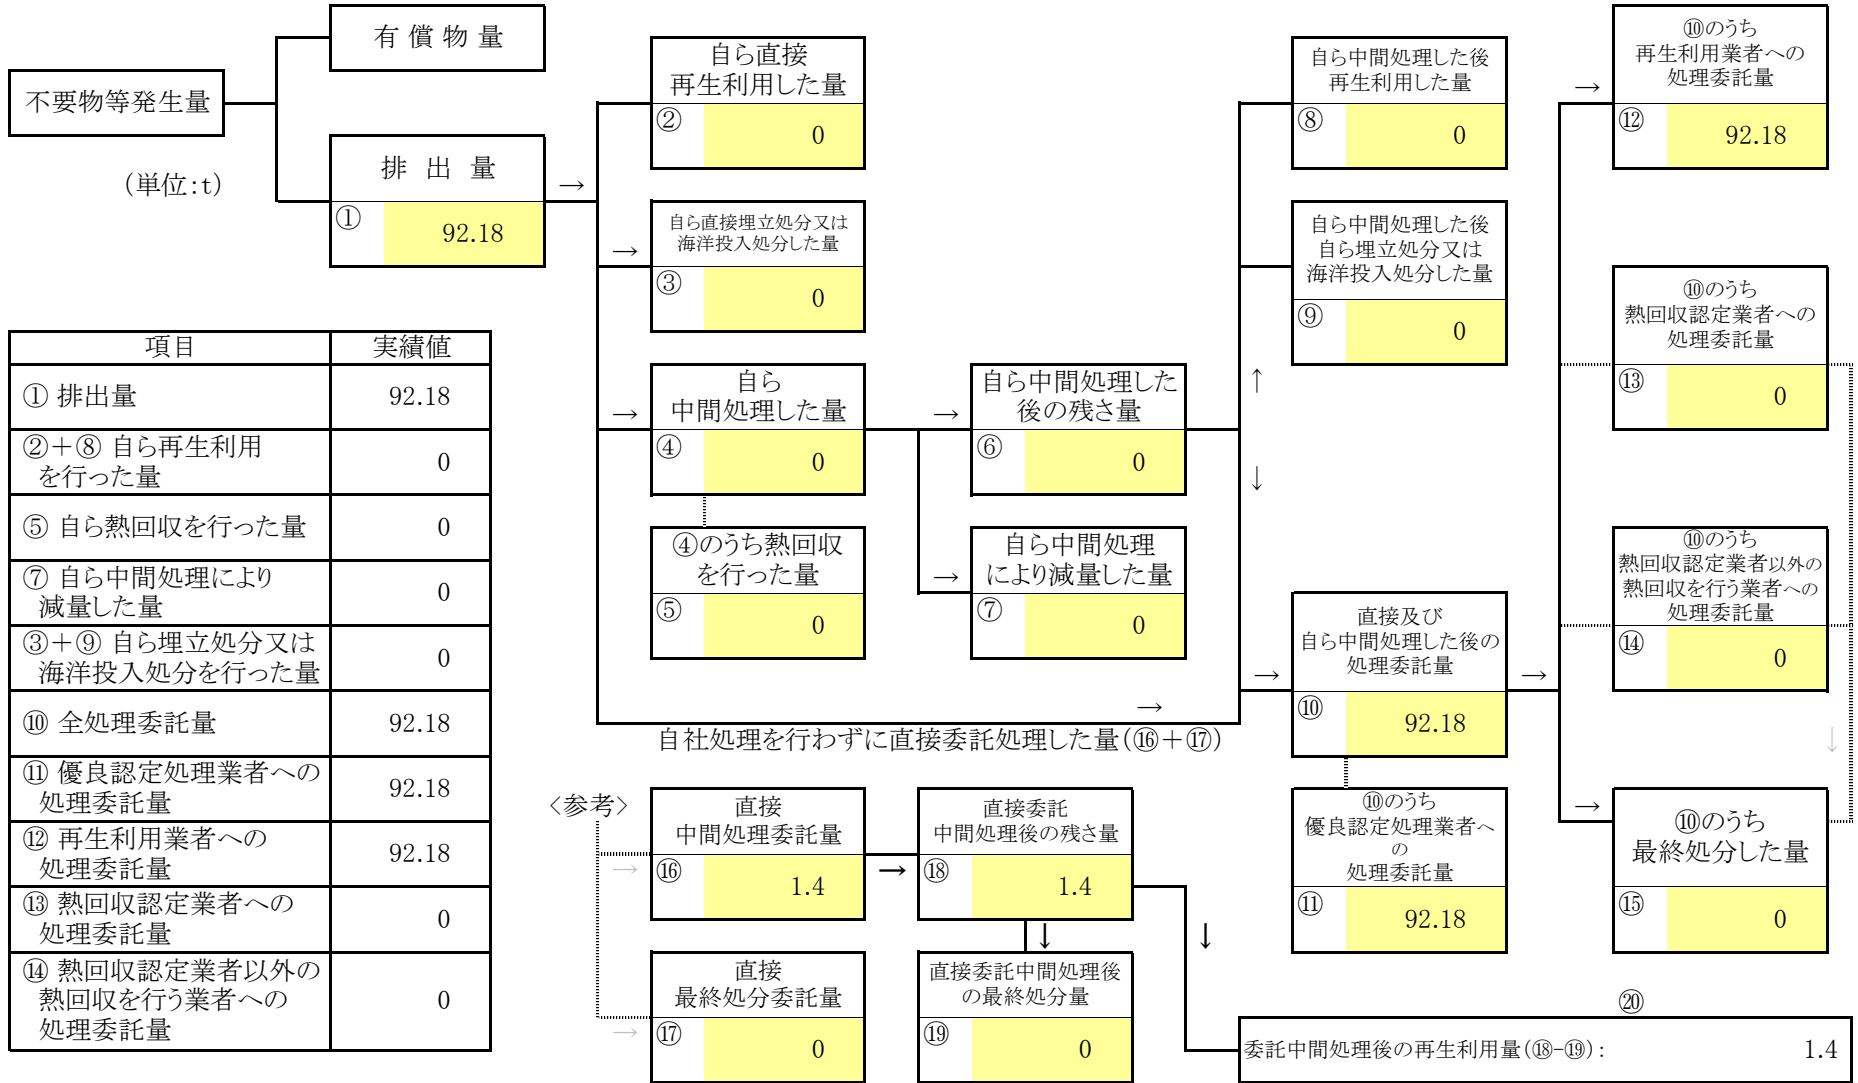 有 償 物 量
不要物等発生量
(単位:t)
排 出 量
①
92.18
→
自ら直接
再生利用した量
②
0
→
自ら直接埋立処分又は
海洋投入処分した量
③
0
→
自ら
中間処理した量
④
0
④のうち熱回収
を行った量
⑤
0
→
自ら中間処理した
後の残さ量
⑥
0
→
自ら中間処理
により減量した量
⑦
0
↑
↓
自ら中間処理した後
再生利用した量
⑧
0
自ら中間処理した後
自ら埋立処分又は
海洋投入処分した量
⑨
0
→
自社処理を行わずに直接委託処理した量(⑯+⑰)
→
直接及び
自ら中間処理した後の
処理委託量
⑩
92.18
⑩のうち
優良認定処理業者へ
の
処理委託量
⑪
92.18
→
→
⑩のうち
再生利用業者への
処理委託量
⑫
92.18
⑩のうち
熱回収認定業者への
処理委託量
⑬
0
⑩のうち
熱回収認定業者以外の
熱回収を行う業者への
処理委託量
⑭
0
↓
→
⑩のうち
最終処分した量
⑮
0
項目 実績値
① 排出量 92.18
②+⑧ 自ら再生利用
を行った量 0
⑤ 自ら熱回収を行った量 0
⑦ 自ら中間処理により
減量した量 0
③+⑨ 自ら埋立処分又は
海洋投入処分を行った量 0
⑩ 全処理委託量 92.18
⑪ 優良認定処理業者への
処理委託量 92.18
⑫ 再生利用業者への
処理委託量 92.18
⑬ 熱回収認定業者への
処理委託量 0
⑭ 熱回収認定業者以外の
熱回収を行う業者への
処理委託量 0
<参考>
→
直接
中間処理委託量
⑯
1.4
→
直接委託
中間処理後の残さ量
⑱
1.4
↓
↓
→
直接
最終処分委託量
⑰
0
直接委託中間処理後
の最終処分量
⑲
0
⑳
委託中間処理後の再生利用量(⑱-⑲): 1.4